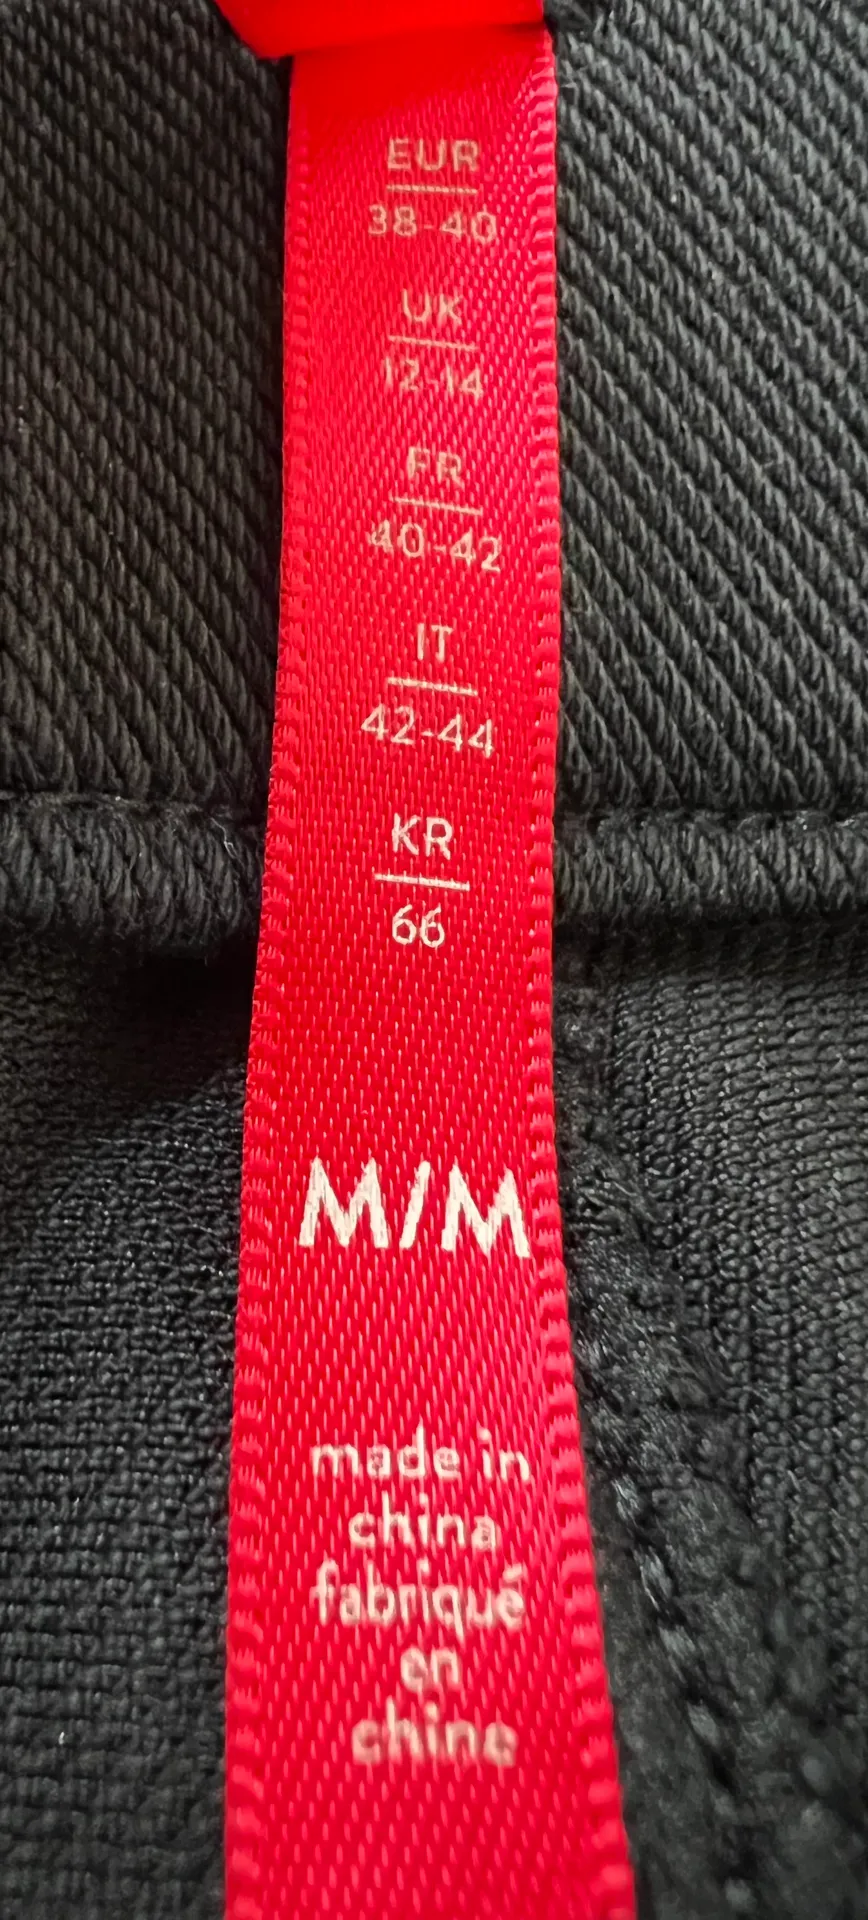 EUR
38-40
UK
12-14
FR
40-42
IT
42-44
KR
66
M/M
made in
china
fabriqué
en
chine